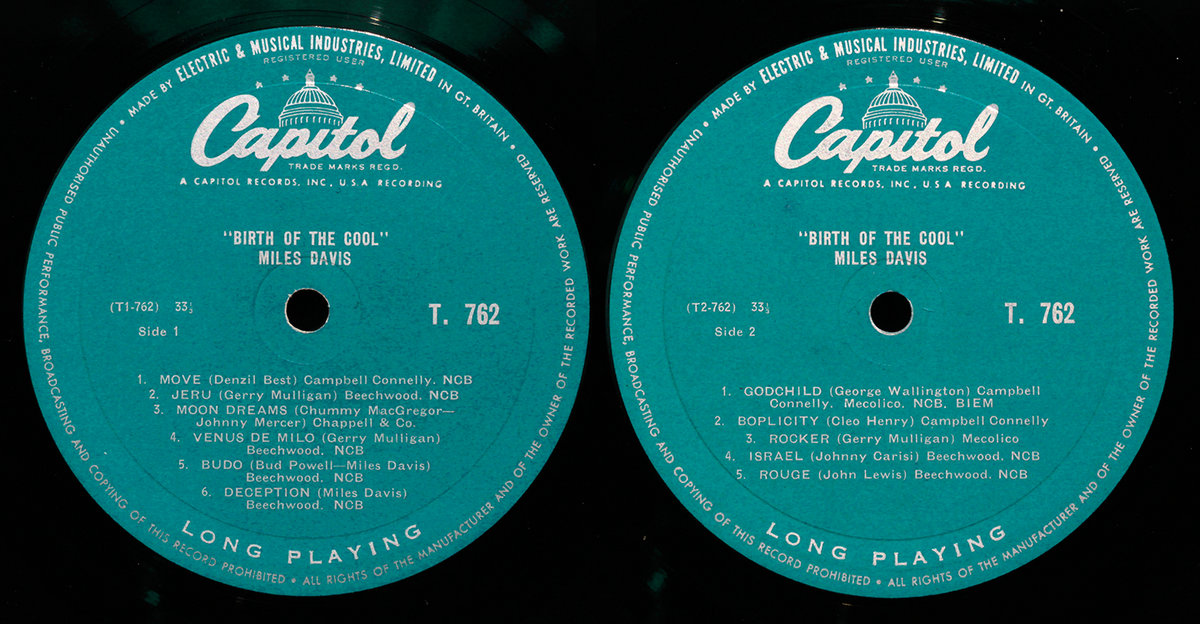 MADE BY ELECTRIC & MUSICAL INDUSTRIES, LIMITED IN GT. BRITAIN •
REGISTERED USER
Capitol
TRADE MARKS REGD.
A CAPITOL RECORDS, INC., U.S.A RECORDING
"BIRTH OF THE COOL"
MILES DAVIS
(T1-762) 33⅓
Side 1
T. 762
1. MOVE (Denzil Best) Campbell Connelly. NCB
2. JERU (Gerry Mulligan) Beechwood. NCB
3. MOON DREAMS (Chummy MacGregor—
Johnny Mercer) Chappell & Co.
4. VENUS DE MILO (Gerry Mulligan)
Beechwood. NCB
5. BUDO (Bud Powell—Miles Davis)
Beechwood. NCB
6. DECEPTION (Miles Davis)
Beechwood. NCB
LONG PLAYING
UNAUTHORISED PUBLIC PERFORMANCE, BROADCASTING AND COPYING OF THIS RECORD PROHIBITED • ALL RIGHTS OF THE MANUFACTURER AND OF THE OWNER OF THE RECORDED WORK ARE RESERVED •
MADE BY ELECTRIC & MUSICAL INDUSTRIES, LIMITED IN GT. BRITAIN •
REGISTERED USER
Capitol
TRADE MARKS REGD.
A CAPITOL RECORDS, INC., U.S.A RECORDING
"BIRTH OF THE COOL"
MILES DAVIS
(T2-762) 33⅓
Side 2
T. 762
1. GODCHILD (George Wallington) Campbell
Connelly. Mecolico. NCB. BIEM
2. BOPLICITY (Cleo Henry) Campbell Connelly
3. ROCKER (Gerry Mulligan) Mecolico
4. ISRAEL (Johnny Carisi) Beechwood. NCB
5. ROUGE (John Lewis) Beechwood. NCB
LONG PLAYING
UNAUTHORISED PUBLIC PERFORMANCE, BROADCASTING AND COPYING OF THIS RECORD PROHIBITED • ALL RIGHTS OF THE MANUFACTURER AND OF THE OWNER OF THE RECORDED WORK ARE RESERVED •